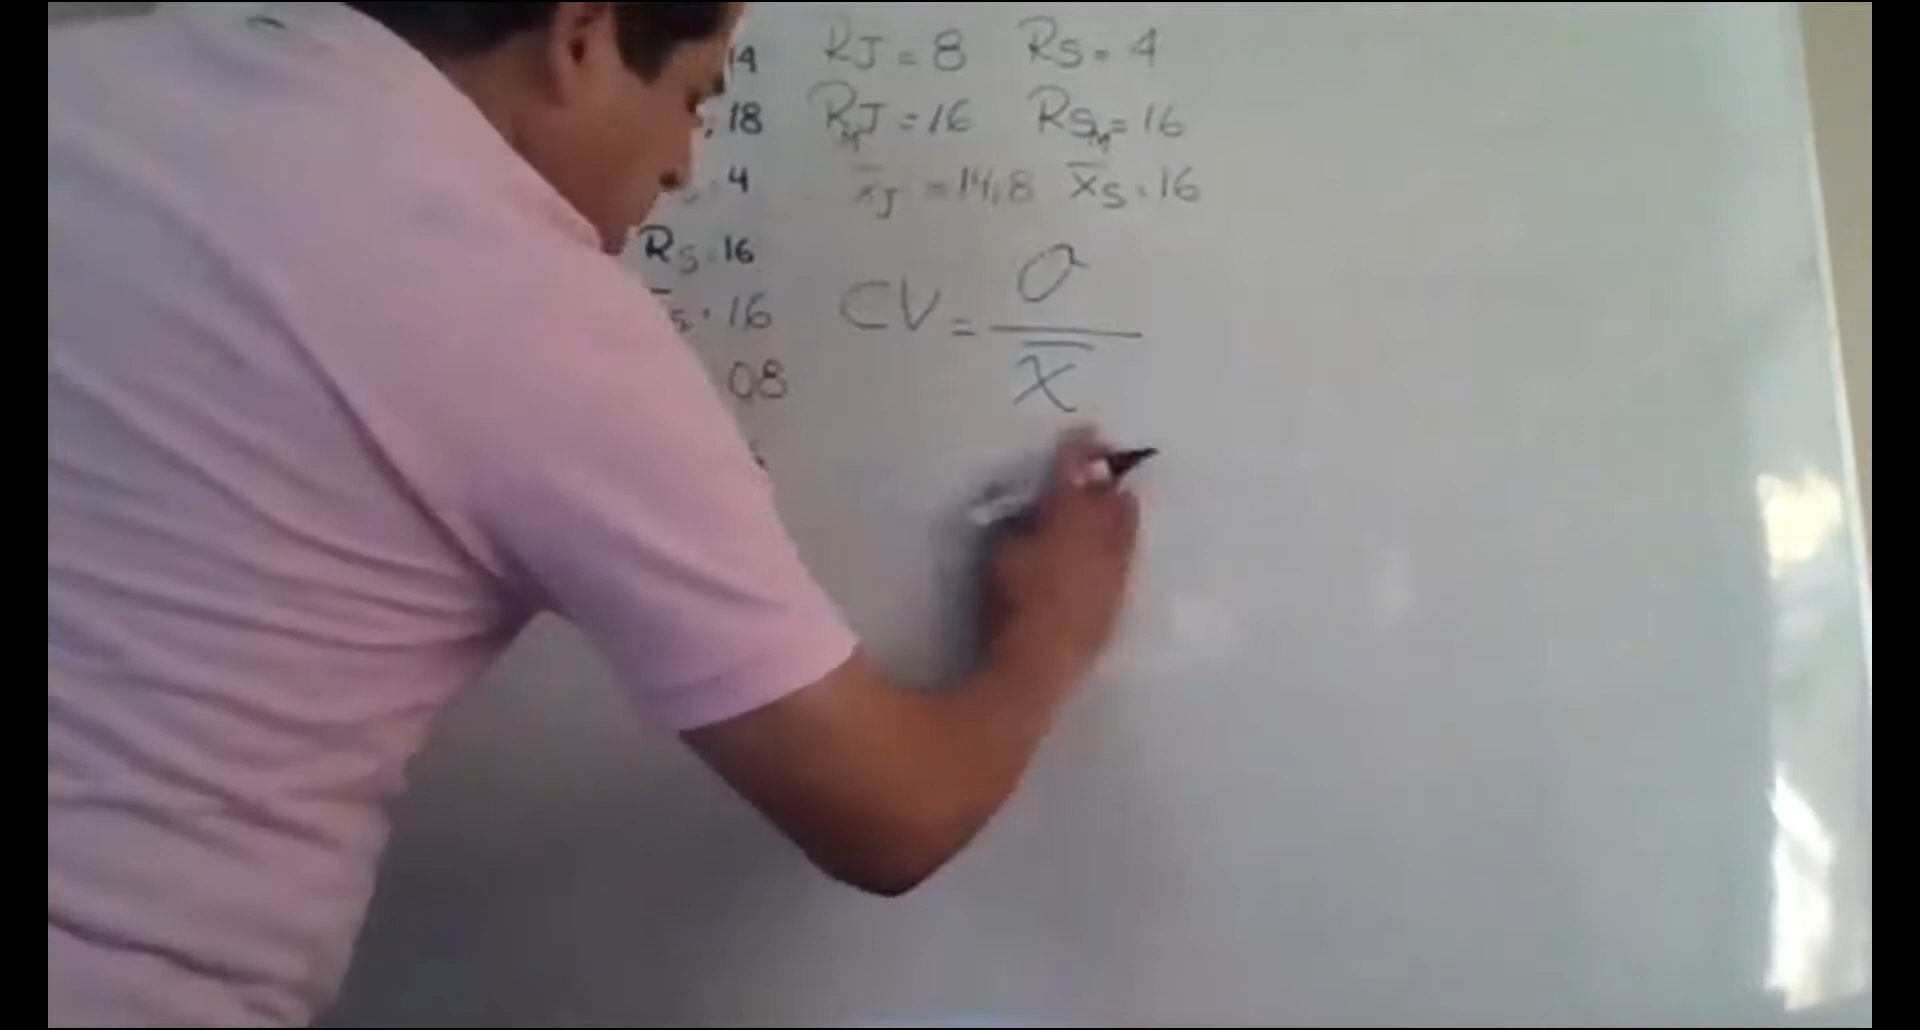 14 RJ = 8 RS = 4
, 18 RMJ = 16 RSM = 16
: 4 x̄J = 14,8 x̄S = 16
RS = 16
S = 16
CV = σ / x̄
08